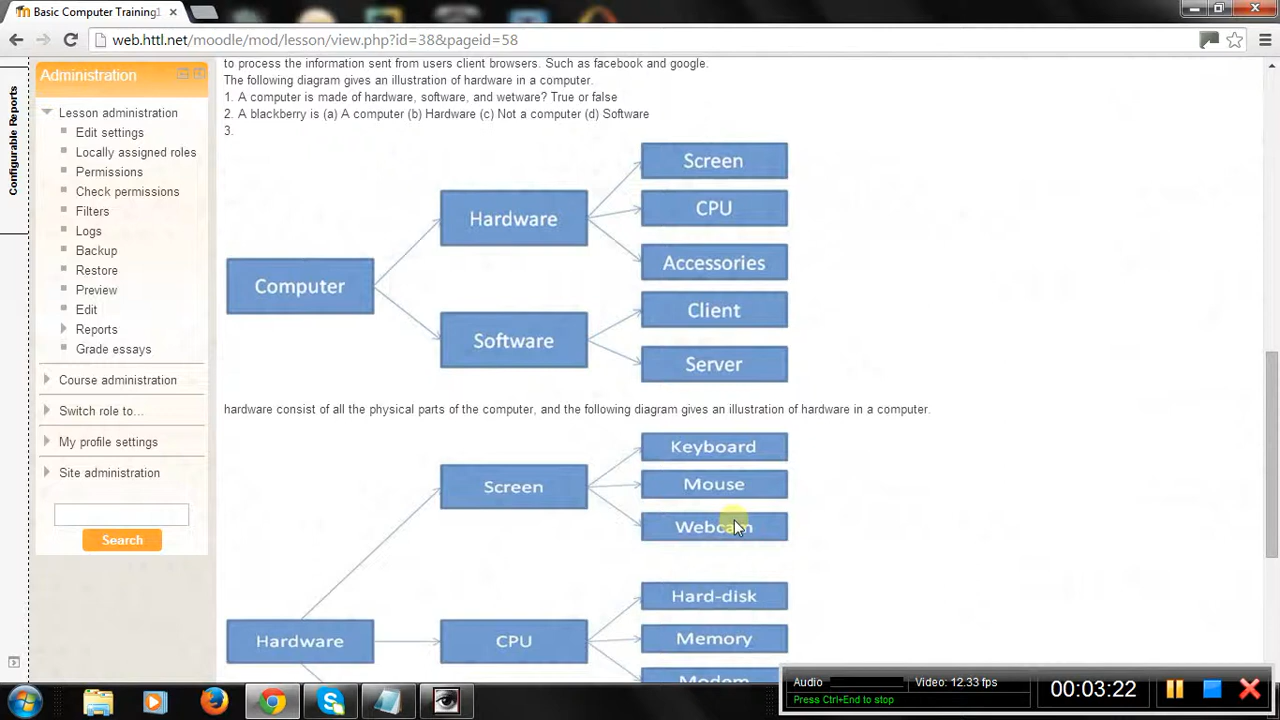 Basic Computer Training1
web.httl.net/moodle/mod/lesson/view.php?id=38&pageid=58
Configurable Reports
Administration
Lesson administration
Edit settings
Locally assigned roles
Permissions
Check permissions
Filters
Logs
Backup
Restore
Preview
Edit
Reports
Grade essays
Course administration
Switch role to...
My profile settings
Site administration
Search
to process the information sent from users client browsers. Such as facebook and google.
The following diagram gives an illustration of hardware in a computer.
1. A computer is made of hardware, software, and wetware? True or false
2. A blackberry is (a) A computer (b) Hardware (c) Not a computer (d) Software
3.
Computer
Hardware
Software
Screen
CPU
Accessories
Client
Server
hardware consist of all the physical parts of the computer, and the following diagram gives an illustration of hardware in a computer.
Hardware
Screen
CPU
Keyboard
Mouse
Webcam
Hard-disk
Memory
Modem
Audio
Video: 12.33 fps
Press Ctrl+End to stop
00:03:22